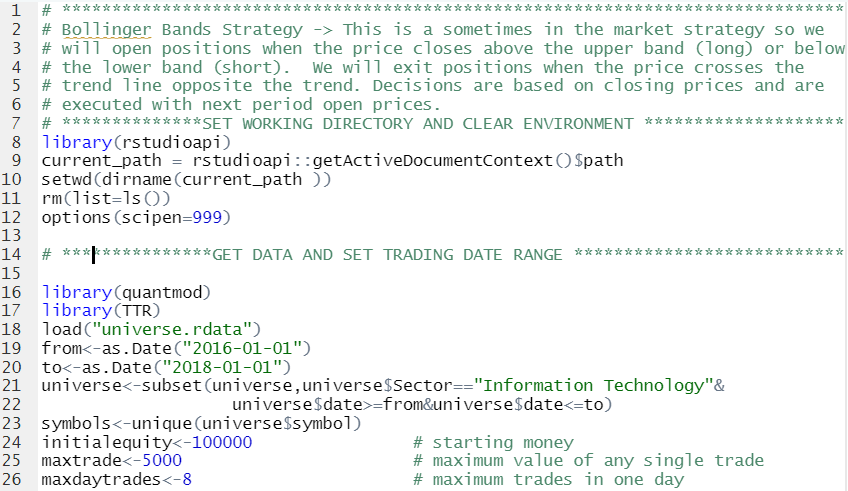 1 # ******************************************************************************
2 # Bollinger Bands Strategy -> This is a sometimes in the market strategy so we
3 # will open positions when the price closes above the upper band (long) or below
4 # the lower band (short).  We will exit positions when the price crosses the
5 # trend line opposite the trend. Decisions are based on closing prices and are
6 # executed with next period open prices.
7 # **************SET WORKING DIRECTORY AND CLEAR ENVIRONMENT ********************
8 library(rstudioapi)
9 current_path = rstudioapi::getActiveDocumentContext()$path
10 setwd(dirname(current_path ))
11 rm(list=ls())
12 options(scipen=999)
13
14 # ***************GET DATA AND SET TRADING DATE RANGE ***************************
15
16 library(quantmod)
17 library(TTR)
18 load("universe.rdata")
19 from<-as.Date("2016-01-01")
20 to<-as.Date("2018-01-01")
21 universe<-subset(universe,universe$Sector=="Information Technology"&
22                    universe$date>=from&universe$date<=to)
23 symbols<-unique(universe$symbol)
24 initialequity<-100000                # starting money
25 maxtrade<-5000                       # maximum value of any single trade
26 maxdaytrades<-8                      # maximum trades in one day